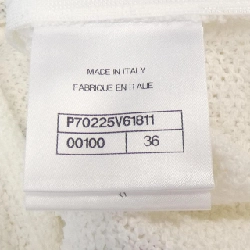 MADE IN ITALY
FABRIQUE EN ITALIE
P70225V61811
00100 36